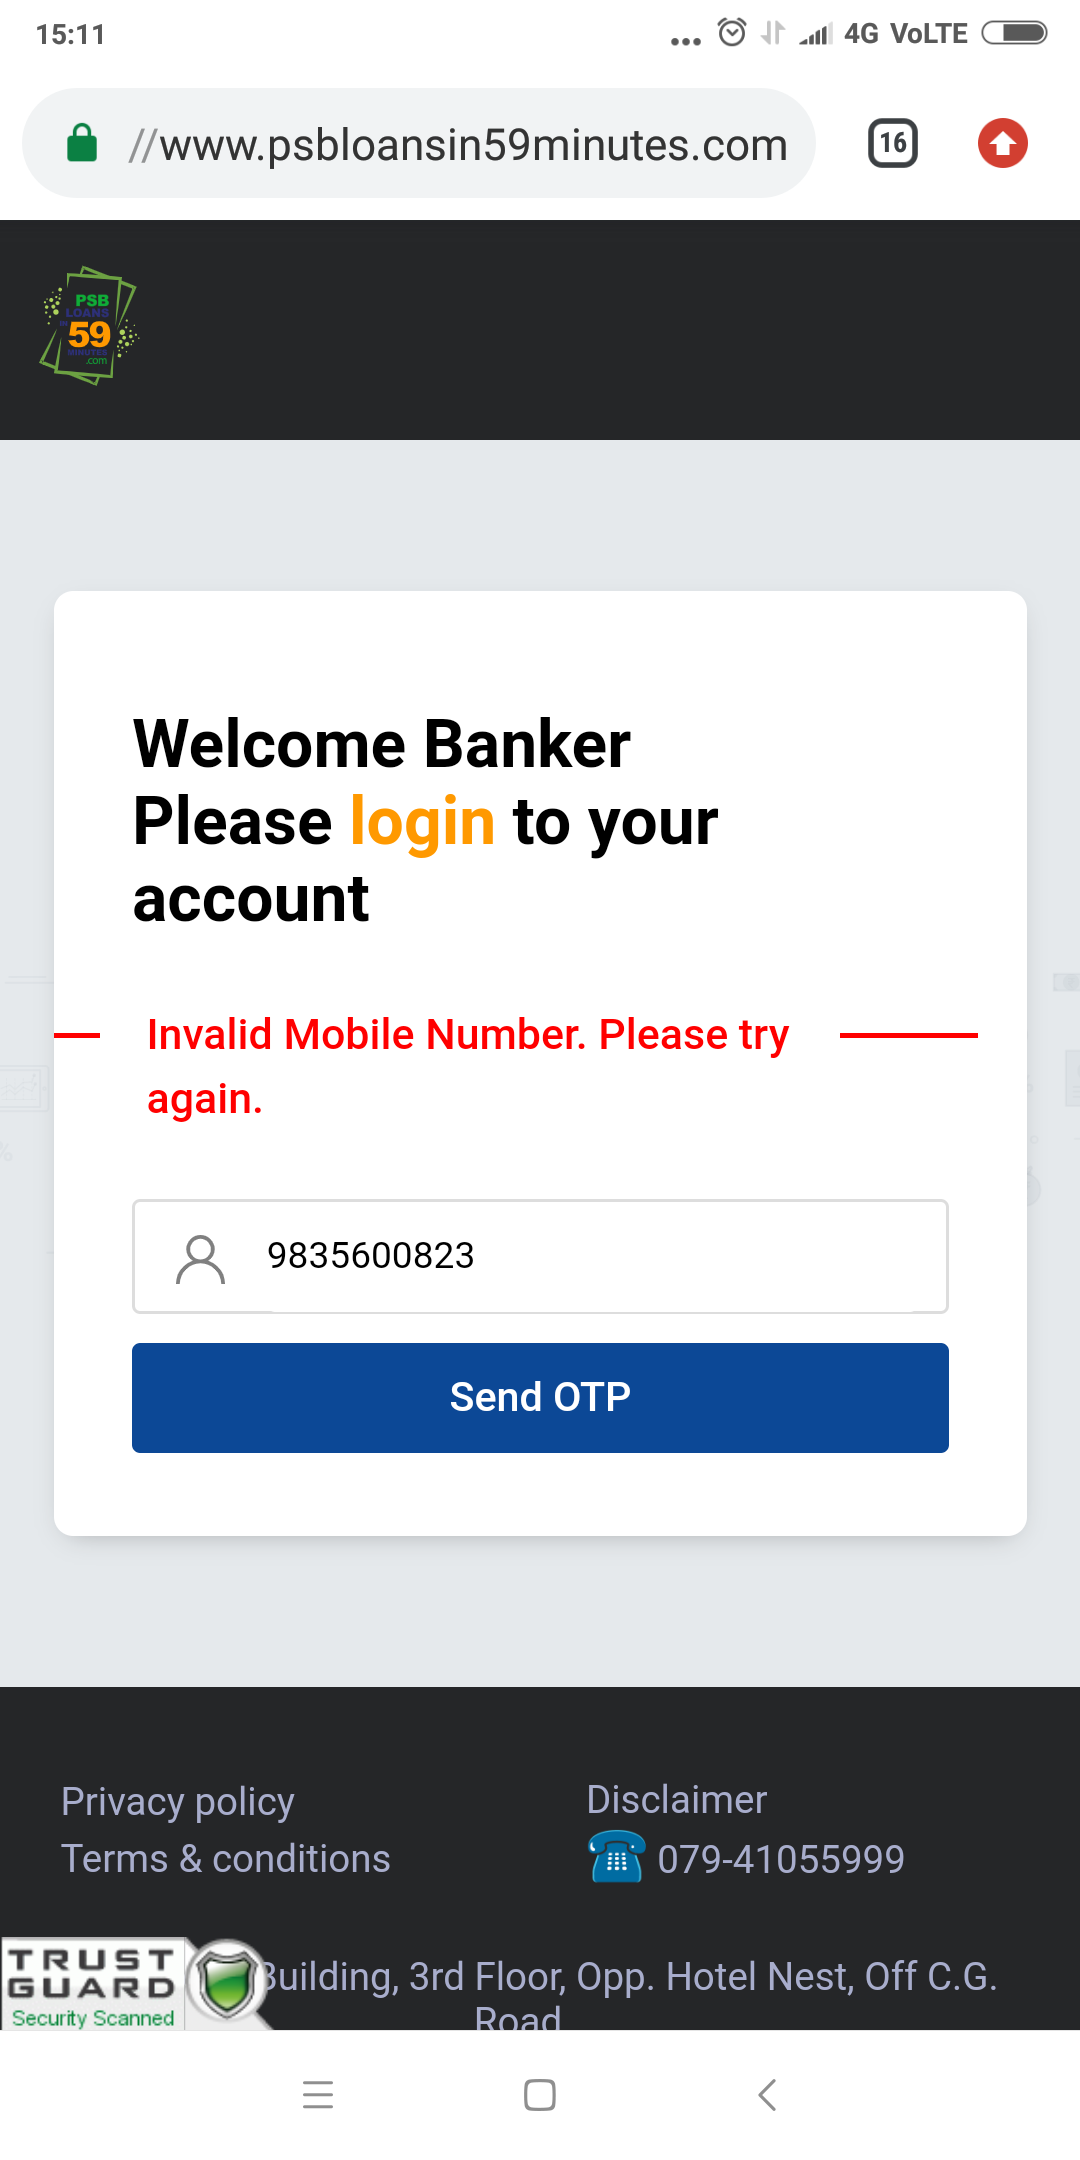 15:11
... 4G VoLTE
//www.psbloansin59minutes.com
16
PSB
LOANS
IN
59
MINUTES
.com
Welcome Banker
Please login to your
account
Invalid Mobile Number. Please try
again.
9835600823
Send OTP
Privacy policy
Disclaimer
Terms & conditions
079-41055999
TRUST
GUARD
Security Scanned
Building, 3rd Floor, Opp. Hotel Nest, Off C.G.
Road